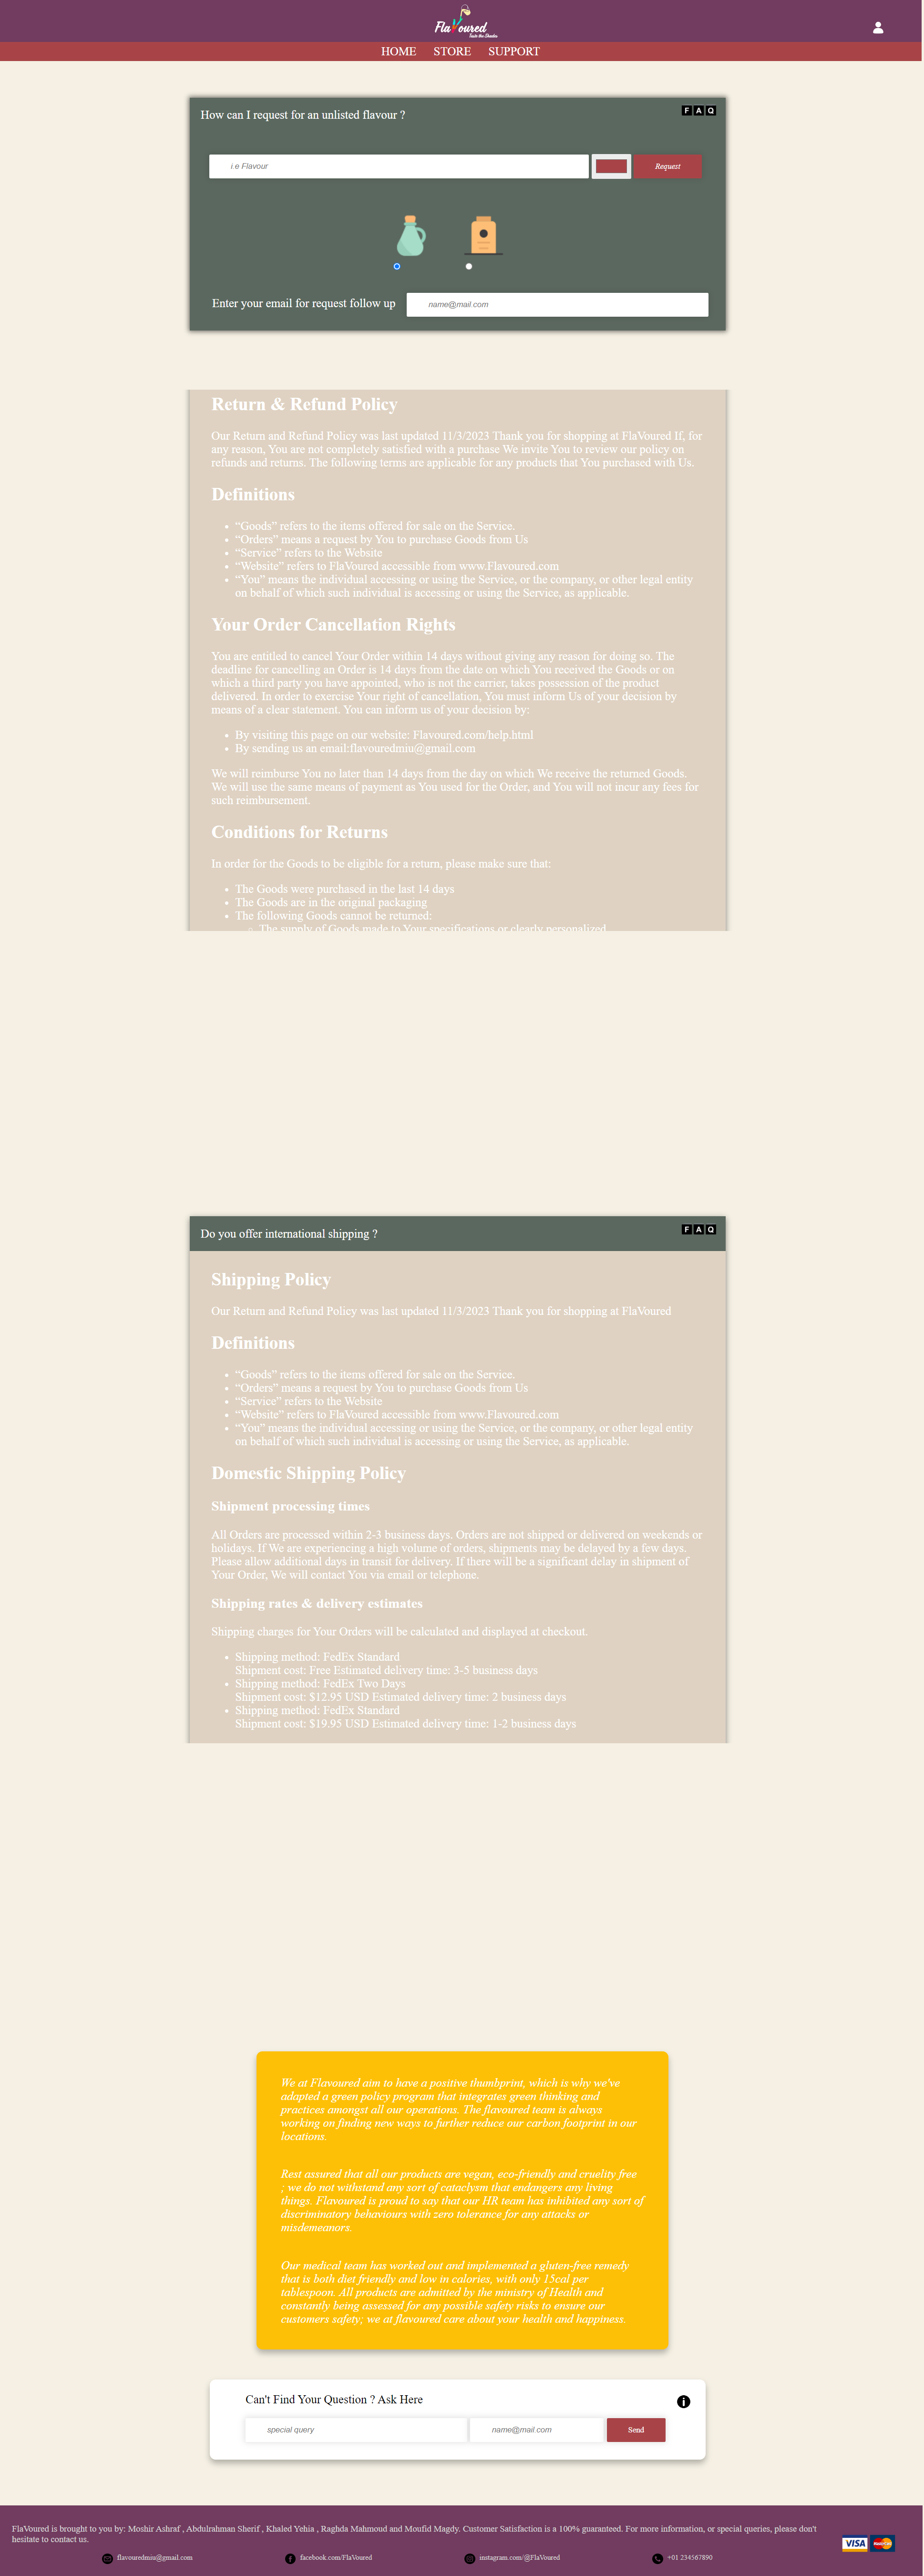 FlaVoured
Taste the Shades
HOME STORE SUPPORT
How can I request for an unlisted flavour ?
F A Q
i.e Flavour
Request
Enter your email for request follow up
name@mail.com
Return & Refund Policy
Our Return and Refund Policy was last updated 11/3/2023 Thank you for shopping at FlaVoured If, for
any reason, You are not completely satisfied with a purchase We invite You to review our policy on
refunds and returns. The following terms are applicable for any products that You purchased with Us.
Definitions
“Goods” refers to the items offered for sale on the Service.
“Orders” means a request by You to purchase Goods from Us
“Service” refers to the Website
“Website” refers to FlaVoured accessible from www.Flavoured.com
“You” means the individual accessing or using the Service, or the company, or other legal entity
on behalf of which such individual is accessing or using the Service, as applicable.
Your Order Cancellation Rights
You are entitled to cancel Your Order within 14 days without giving any reason for doing so. The
deadline for cancelling an Order is 14 days from the date on which You received the Goods or on
which a third party you have appointed, who is not the carrier, takes possession of the product
delivered. In order to exercise Your right of cancellation, You must inform Us of your decision by
means of a clear statement. You can inform us of your decision by:
By visiting this page on our website: Flavoured.com/help.html
By sending us an email:flavouredmiu@gmail.com
We will reimburse You no later than 14 days from the day on which We receive the returned Goods.
We will use the same means of payment as You used for the Order, and You will not incur any fees for
such reimbursement.
Conditions for Returns
In order for the Goods to be eligible for a return, please make sure that:
The Goods were purchased in the last 14 days
The Goods are in the original packaging
The following Goods cannot be returned:
The supply of Goods made to Your specifications or clearly personalized
Do you offer international shipping ?
F A Q
Shipping Policy
Our Return and Refund Policy was last updated 11/3/2023 Thank you for shopping at FlaVoured
Definitions
“Goods” refers to the items offered for sale on the Service.
“Orders” means a request by You to purchase Goods from Us
“Service” refers to the Website
“Website” refers to FlaVoured accessible from www.Flavoured.com
“You” means the individual accessing or using the Service, or the company, or other legal entity
on behalf of which such individual is accessing or using the Service, as applicable.
Domestic Shipping Policy
Shipment processing times
All Orders are processed within 2-3 business days. Orders are not shipped or delivered on weekends or
holidays. If We are experiencing a high volume of orders, shipments may be delayed by a few days.
Please allow additional days in transit for delivery. If there will be a significant delay in shipment of
Your Order, We will contact You via email or telephone.
Shipping rates & delivery estimates
Shipping charges for Your Orders will be calculated and displayed at checkout.
Shipping method: FedEx Standard
Shipment cost: Free Estimated delivery time: 3-5 business days
Shipping method: FedEx Two Days
Shipment cost: $12.95 USD Estimated delivery time: 2 business days
Shipping method: FedEx Standard
Shipment cost: $19.95 USD Estimated delivery time: 1-2 business days
We at Flavoured aim to have a positive thumbprint, which is why we've
adapted a green policy program that integrates green thinking and
practices amongst all our operations. The flavoured team is always
working on finding new ways to further reduce our carbon footprint in our
locations.
Rest assured that all our products are vegan, eco-friendly and cruelity free
; we do not withstand any sort of cataclysm that endangers any living
things. Flavoured is proud to say that our HR team has inhibited any sort of
discriminatory behaviours with zero tolerance for any attacks or
misdemeanors.
Our medical team has worked out and implemented a gluten-free remedy
that is both diet friendly and low in calories, with only 15cal per
tablespoon. All products are admitted by the ministry of Health and
constantly being assessed for any possible safety risks to ensure our
customers safety; we at flavoured care about your health and happiness.
Can't Find Your Question ? Ask Here
special query
name@mail.com
Send
FlaVoured is brought to you by: Moshir Ashraf , Abdulrahman Sherif , Khaled Yehia , Raghda Mahmoud and Moufid Magdy. Customer Satisfaction is a 100% guaranteed. For more information, or special queries, please don't
hesitate to contact us.
VISA MasterCard
flavouredmiu@gmail.com facebook.com/FlaVoured instagram.com/@FlaVoured +01 234567890